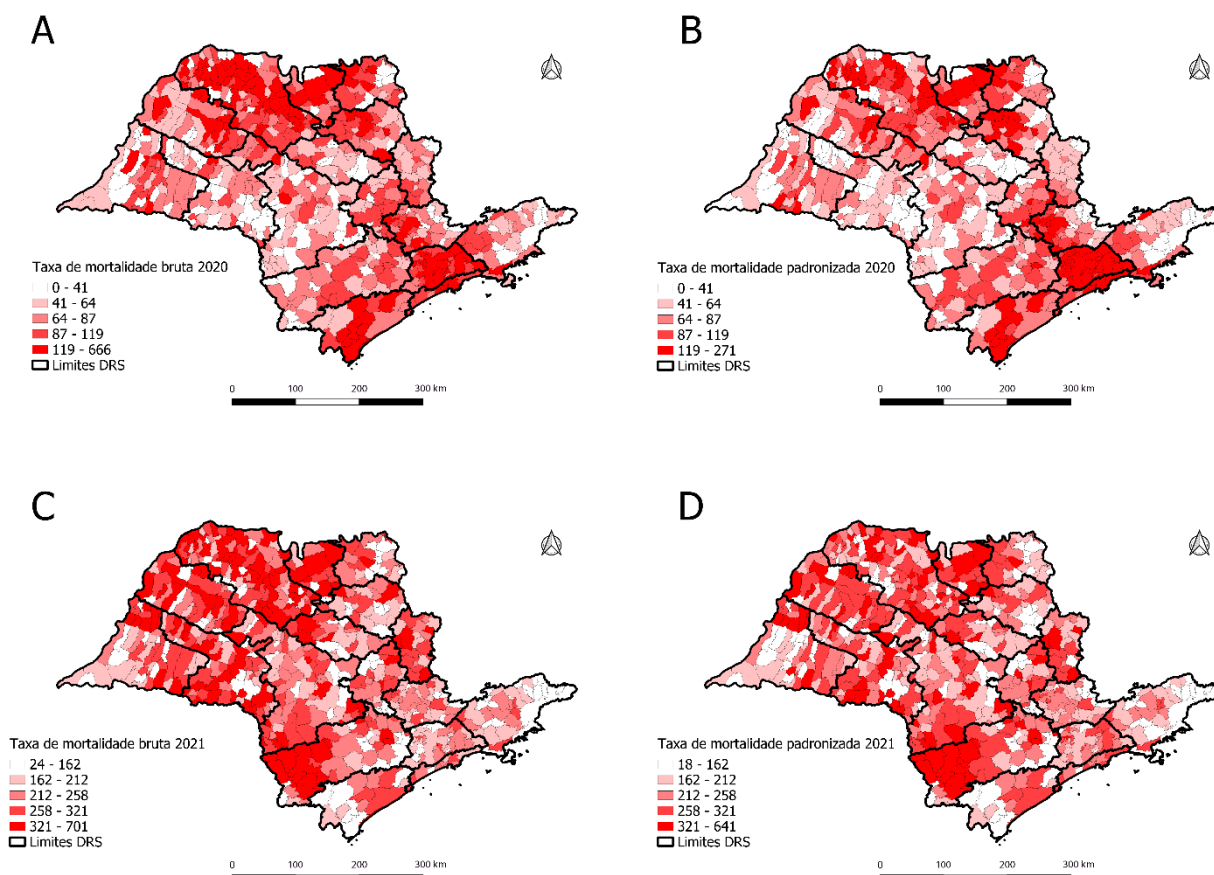 A
Taxa de mortalidade bruta 2020
0 - 41
41 - 64
64 - 87
87 - 119
119 - 666
Limites DRS
0 100 200 300 km
B
Taxa de mortalidade padronizada 2020
0 - 41
41 - 64
64 - 87
87 - 119
119 - 271
Limites DRS
0 100 200 300 km
C
Taxa de mortalidade bruta 2021
24 - 162
162 - 212
212 - 258
258 - 321
321 - 701
Limites DRS
0 100 200 300 km
D
Taxa de mortalidade padronizada 2021
18 - 162
162 - 212
212 - 258
258 - 321
321 - 641
Limites DRS
0 100 200 300 km